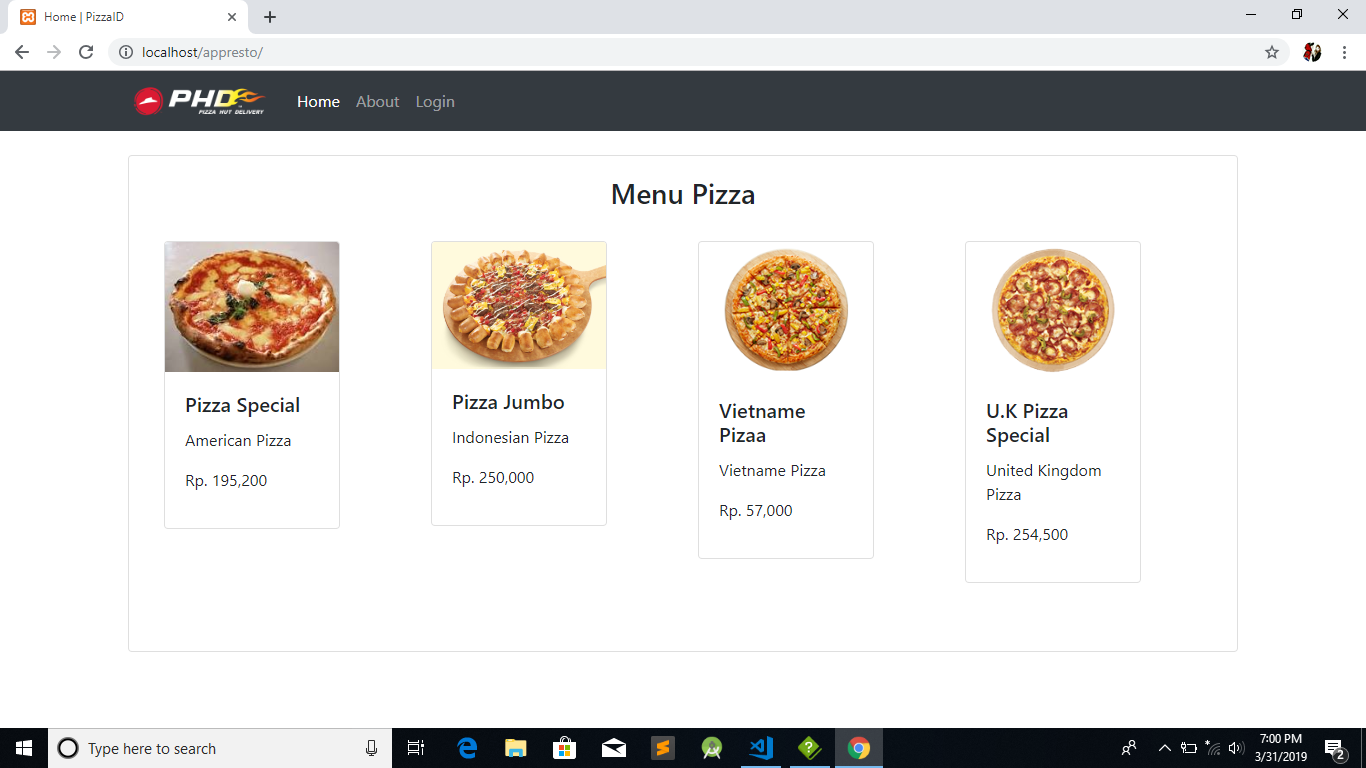 Home | PizzaID
localhost/appresto/
PHD
PIZZA HUT DELIVERY
Home About Login
Menu Pizza
Pizza Special
American Pizza
Rp. 195,200
Pizza Jumbo
Indonesian Pizza
Rp. 250,000
Vietname
Pizaa
Vietname Pizza
Rp. 57,000
U.K Pizza
Special
United Kingdom
Pizza
Rp. 254,500
Type here to search
7:00 PM
3/31/2019
2